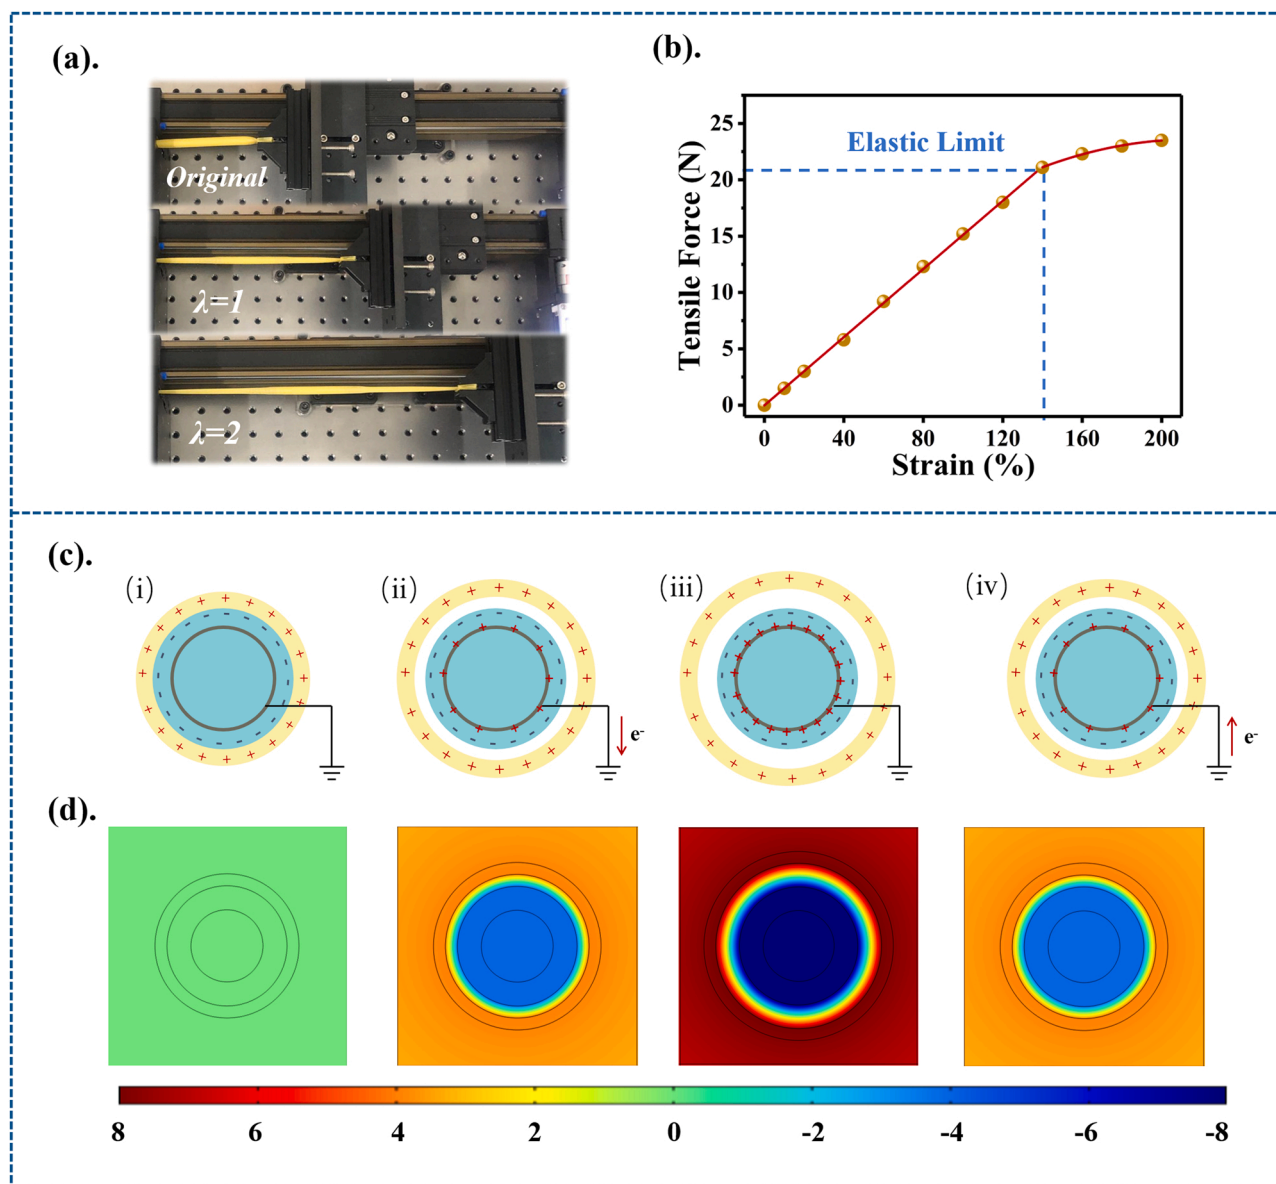 (a).
Original
λ=1
λ=2
(b).
Elastic Limit
Tensile Force (N)
25
20
15
10
5
0
0 40 80 120 160 200
Strain (%)
(c).
(i) (ii) (iii) (iv)
e-
e-
(d).
8 6 4 2 0 -2 -4 -6 -8